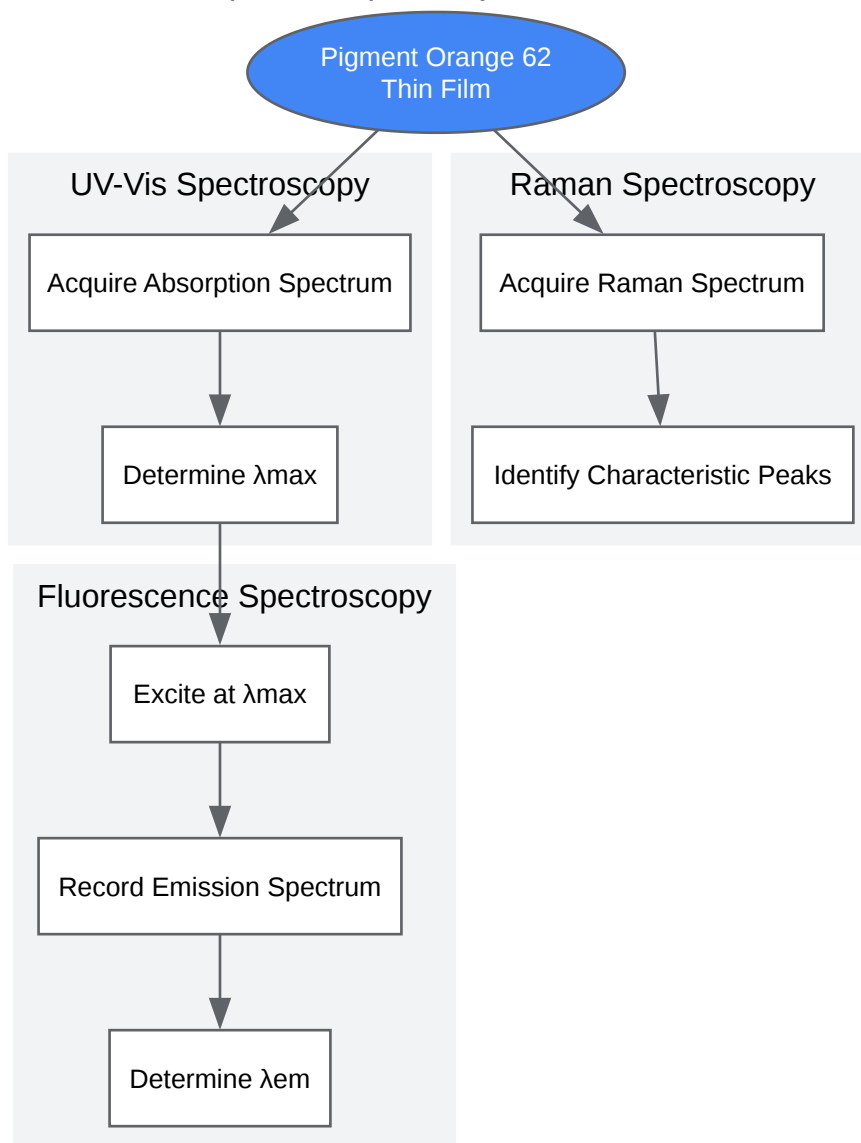 Pigment Orange 62
Thin Film
UV-Vis Spectroscopy
Raman Spectroscopy
Acquire Absorption Spectrum
Acquire Raman Spectrum
Determine λmax
Identify Characteristic Peaks
Fluorescence Spectroscopy
Excite at λmax
Record Emission Spectrum
Determine λem